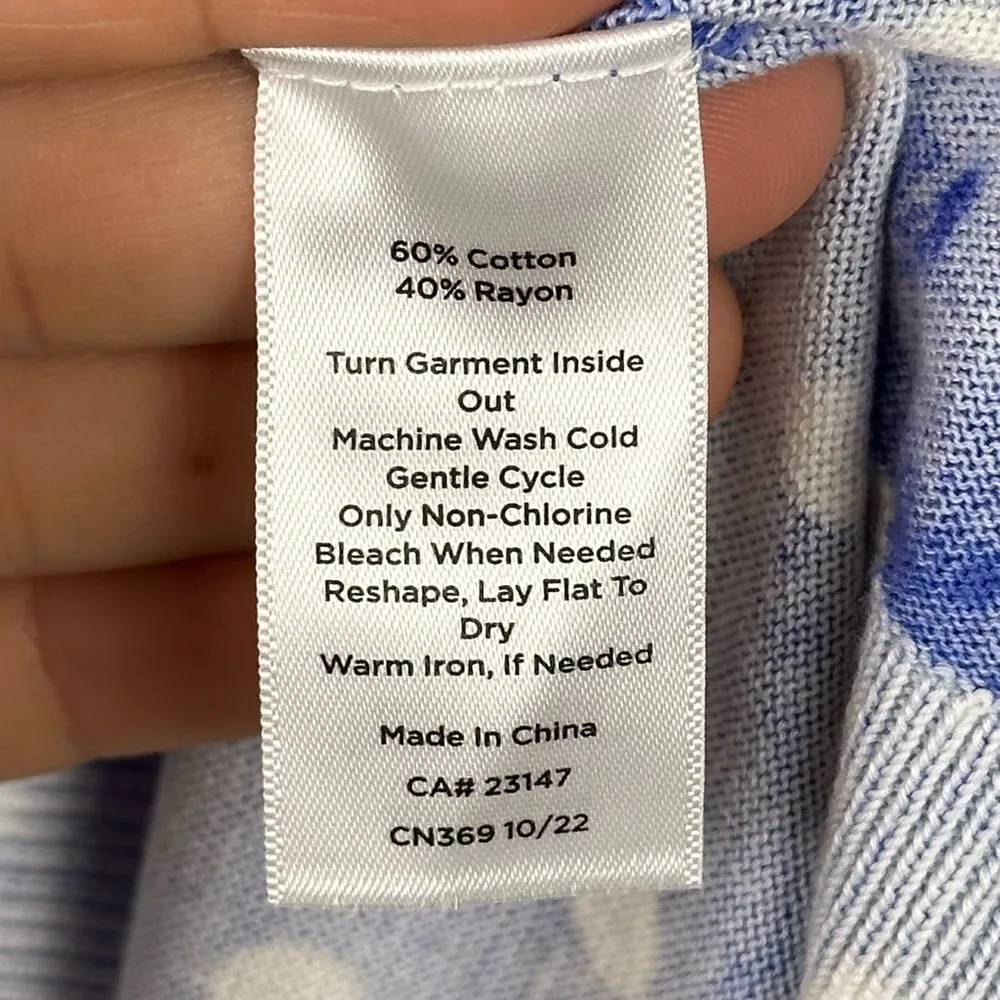 60% Cotton
40% Rayon
Turn Garment Inside
Out
Machine Wash Cold
Gentle Cycle
Only Non-Chlorine
Bleach When Needed
Reshape, Lay Flat To
Dry
Warm Iron, If Needed
Made In China
CA# 23147
CN369 10/22